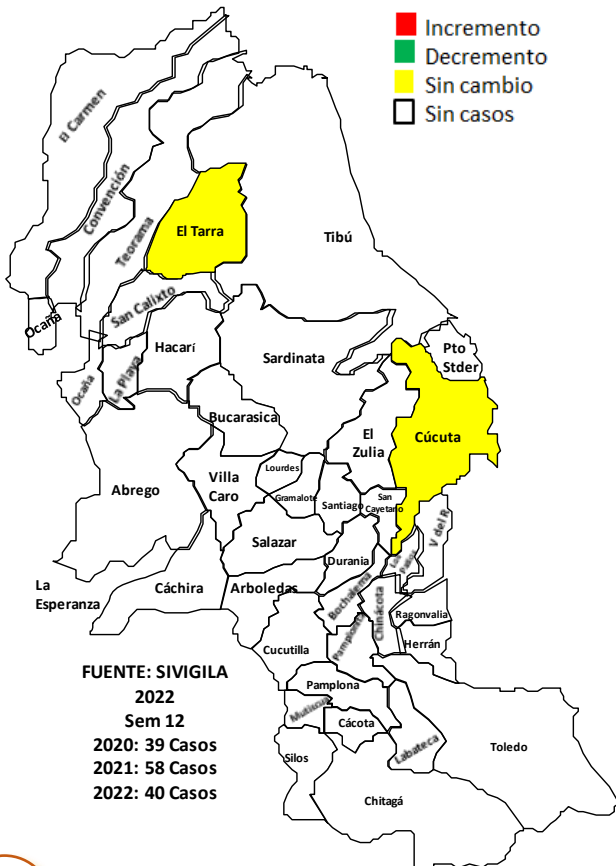 Incremento
Decremento
Sin cambio
Sin casos
El Carmen
Convención
Teorama
El Tarra
Tibú
San Calixto
Ocaña
Hacarí
Sardinata
Pto
Stder
Ocaña
La Playa
Bucarasica
El
Zulia
Cúcuta
Villa
Caro
Lourdes
Gramalote
Abrego
Santiago
San
Cayetano
V del R
Salazar
Durania
Los Patios
La
Esperanza
Cáchira
Arboledas
Bochalema
Chinácota
Ragonvalia
Pamplonita
Herrán
Cucutilla
FUENTE: SIVIGILA
2022
Sem 12
2020: 39 Casos
2021: 58 Casos
2022: 40 Casos
Pamplona
Mutiscua
Cácota
Labateca
Toledo
Silos
Chitagá